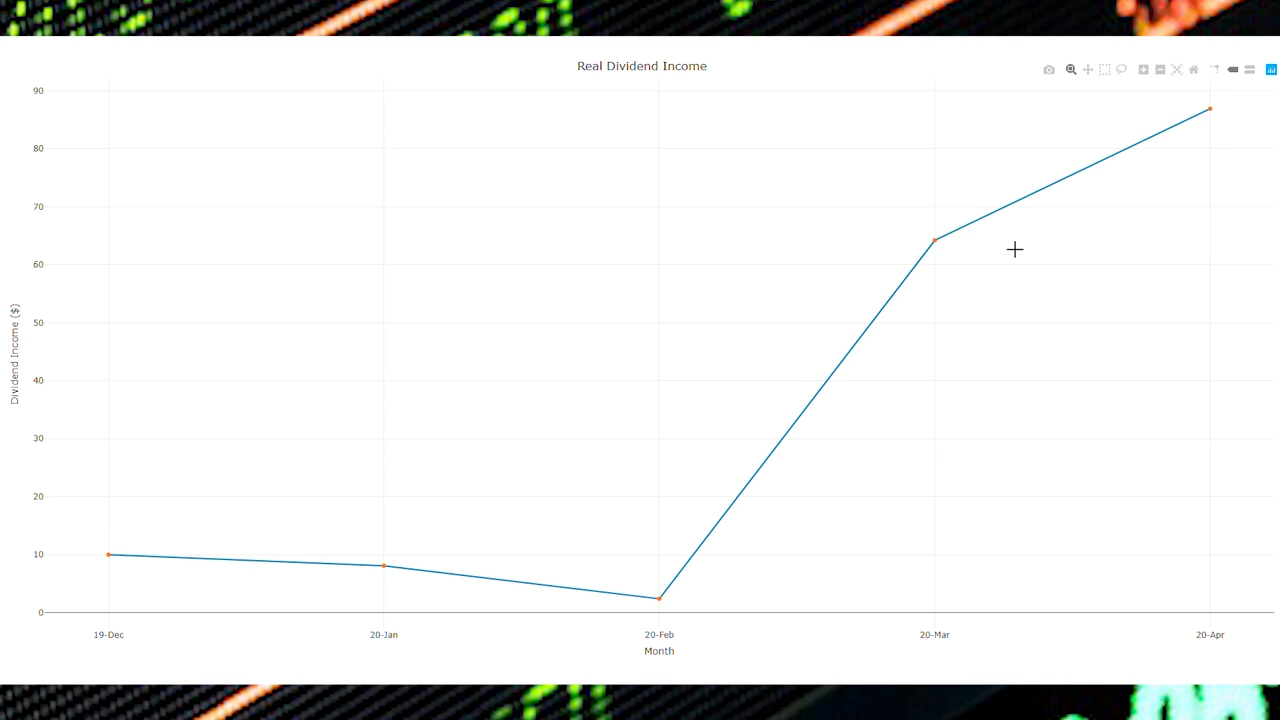 Real Dividend Income
90
80
70
60
50
40
30
20
10
0
Dividend Income ($)
19-Dec
20-Jan
20-Feb
20-Mar
20-Apr
Month